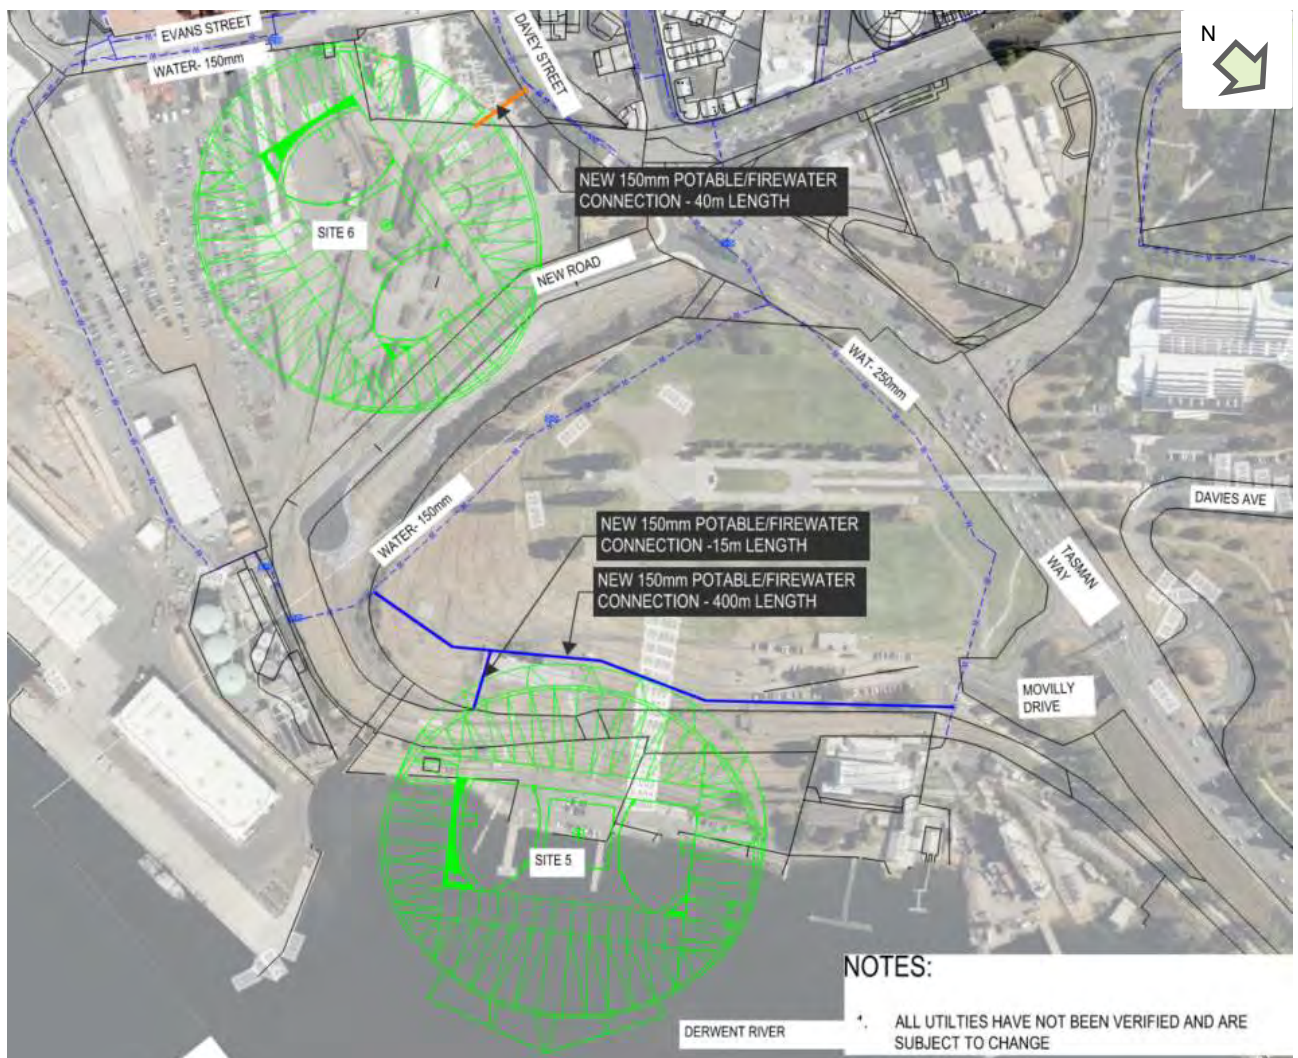 EVANS STREET
WATER- 150mm
DAVEY STREET
N
NEW 150mm POTABLE/FIREWATER
CONNECTION - 40m LENGTH
SITE 6
NEW ROAD
WAT- 250mm
WATER- 150mm
DAVIES AVE
NEW 150mm POTABLE/FIREWATER
CONNECTION -15m LENGTH
TASMAN
WAY
NEW 150mm POTABLE/FIREWATER
CONNECTION - 400m LENGTH
MOVILLY
DRIVE
SITE 5
NOTES:
ALL UTILTIES HAVE NOT BEEN VERIFIED AND ARE
SUBJECT TO CHANGE
DERWENT RIVER